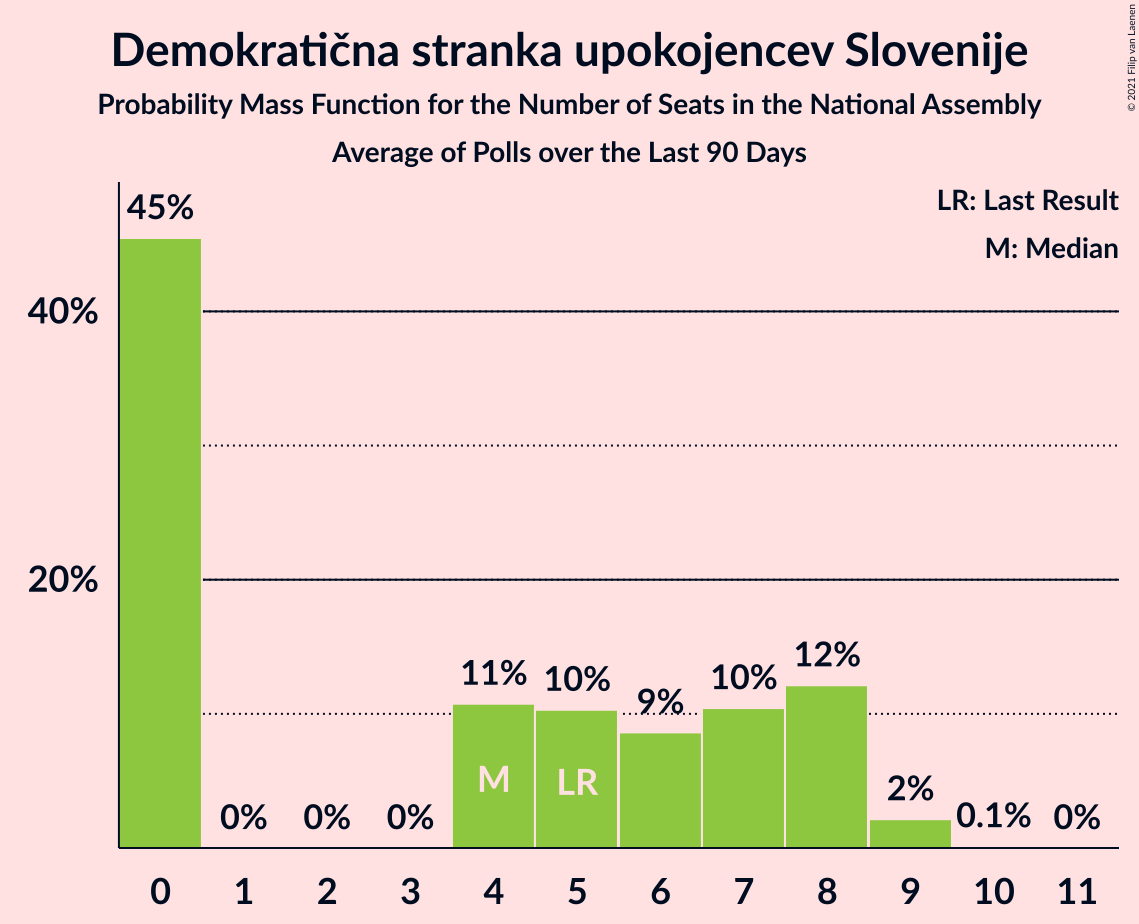 Demokratična stranka upokojencev Slovenije
Probability Mass Function for the Number of Seats in the National Assembly
Average of Polls over the Last 90 Days
© 2021 Filip van Laenen
LR: Last Result
M: Median
45%
40%
20%
0%
0%
0%
11%
10%
9%
10%
12%
2%
0.1%
0%
M
LR
0 1 2 3 4 5 6 7 8 9 10 11